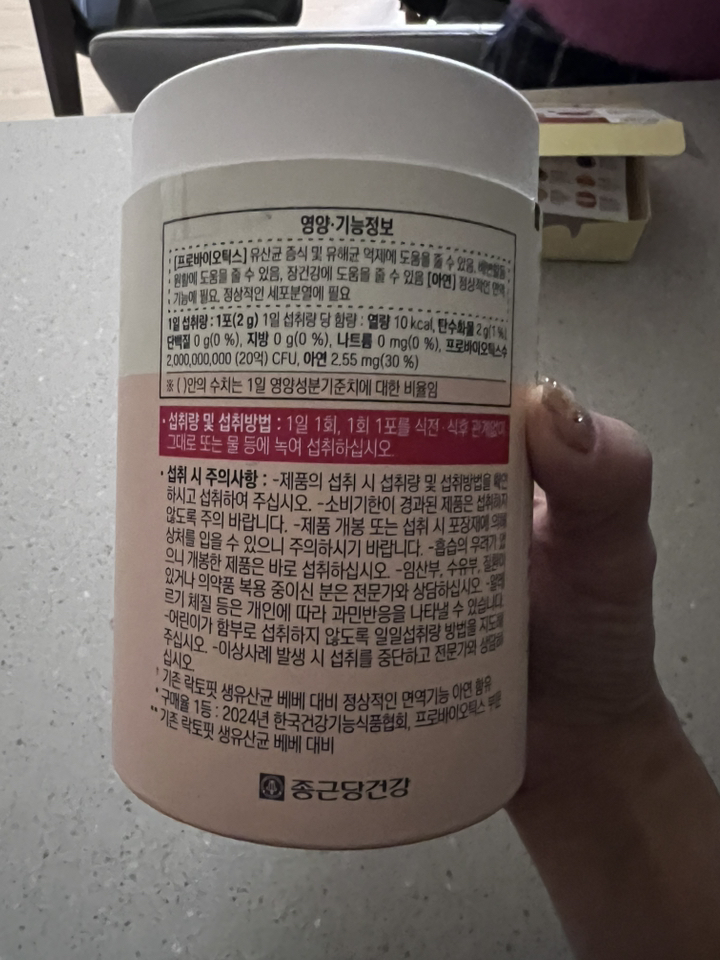 영양·기능정보
[프로바이오틱스] 유산균 증식 및 유해균 억제에 도움을 줄 수 있음, 배변활동
원활에 도움을 줄 수 있음, 장건강에 도움을 줄 수 있음 [아연] 정상적인 면역
기능에 필요, 정상적인 세포분열에 필요
1일 섭취량 : 1포(2 g) 1일 섭취량 당 함량 : 열량 10 kcal, 탄수화물 2 g(1 %),
단백질 0 g(0 %), 지방 0 g(0 %), 나트륨 0 mg(0 %), 프로바이오틱스수
2,000,000,000 (20억) CFU, 아연 2.55 mg(30 %)
※ ( )안의 수치는 1일 영양성분기준치에 대한 비율임
· 섭취량 및 섭취방법 : 1일 1회, 1회 1포를 식전 · 식후 관계없이
그대로 또는 물 등에 녹여 섭취하십시오.
· 섭취 시 주의사항 : -제품의 섭취 시 섭취량 및 섭취방법을 확인
하시고 섭취하여 주십시오. -소비기한이 경과된 제품은 섭취하지
않도록 주의 바랍니다. -제품 개봉 또는 섭취 시 포장재에 의해
상처를 입을 수 있으니 주의하시기 바랍니다. -흡습의 우려가 있
으니 개봉한 제품은 바로 섭취하십시오. -임산부, 수유부, 질환이
있거나 의약품 복용 중이신 분은 전문가와 상담하십시오. -알레
르기 체질 등은 개인에 따라 과민반응을 나타낼 수 있습니다.
-어린이가 함부로 섭취하지 않도록 일일섭취량 방법을 지도해
주십시오. -이상사례 발생 시 섭취를 중단하고 전문가와 상담하
십시오.
† 기존 락토핏 생유산균 베베 대비 정상적인 면역기능 아연 함유
* 구매율 1등 : 2024년 한국건강기능식품협회, 프로바이오틱스 부문
** 기존 락토핏 생유산균 베베 대비
종근당건강